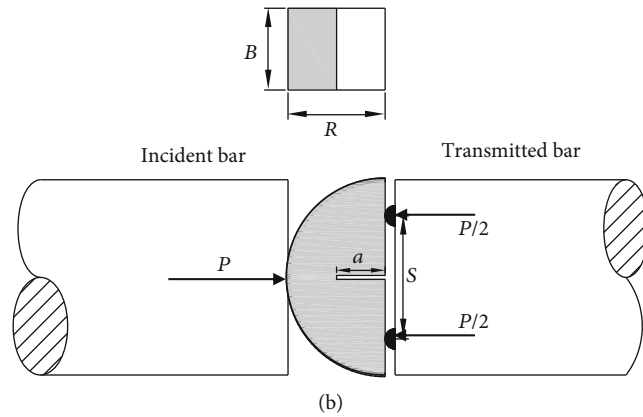 B
R
Incident bar
Transmitted bar
P/2
P
a
S
P/2
(b)